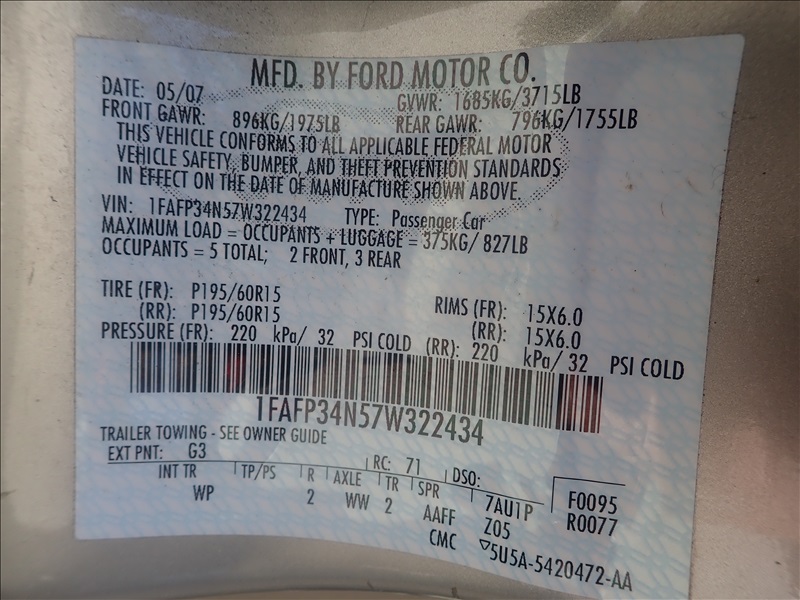 MFD. BY FORD MOTOR CO.
DATE: 05/07 GVWR: 1685KG/3715LB
FRONT GAWR: 896KG/1975LB REAR GAWR: 796KG/1755LB
THIS VEHICLE CONFORMS TO ALL APPLICABLE FEDERAL MOTOR
VEHICLE SAFETY, BUMPER, AND THEFT PREVENTION STANDARDS
IN EFFECT ON THE DATE OF MANUFACTURE SHOWN ABOVE.
VIN: 1FAFP34N57W322434 TYPE: Passenger Car
MAXIMUM LOAD = OCCUPANTS + LUGGAGE = 375KG/ 827LB
OCCUPANTS = 5 TOTAL; 2 FRONT, 3 REAR
TIRE (FR): P195/60R15 RIMS (FR): 15X6.0
(RR): P195/60R15 (RR): 15X6.0
PRESSURE (FR): 220 kPa/ 32 PSI COLD (RR): 220 kPa/ 32 PSI COLD
1FAFP34N57W322434
TRAILER TOWING - SEE OWNER GUIDE
EXT PNT: G3 RC: 71 DSO: F0095
INT TR TP/PS R AXLE TR SPR 7AU1P R0077
WP 2 WW 2 AAFF Z05
CMC ▽5U5A-5420472-AA